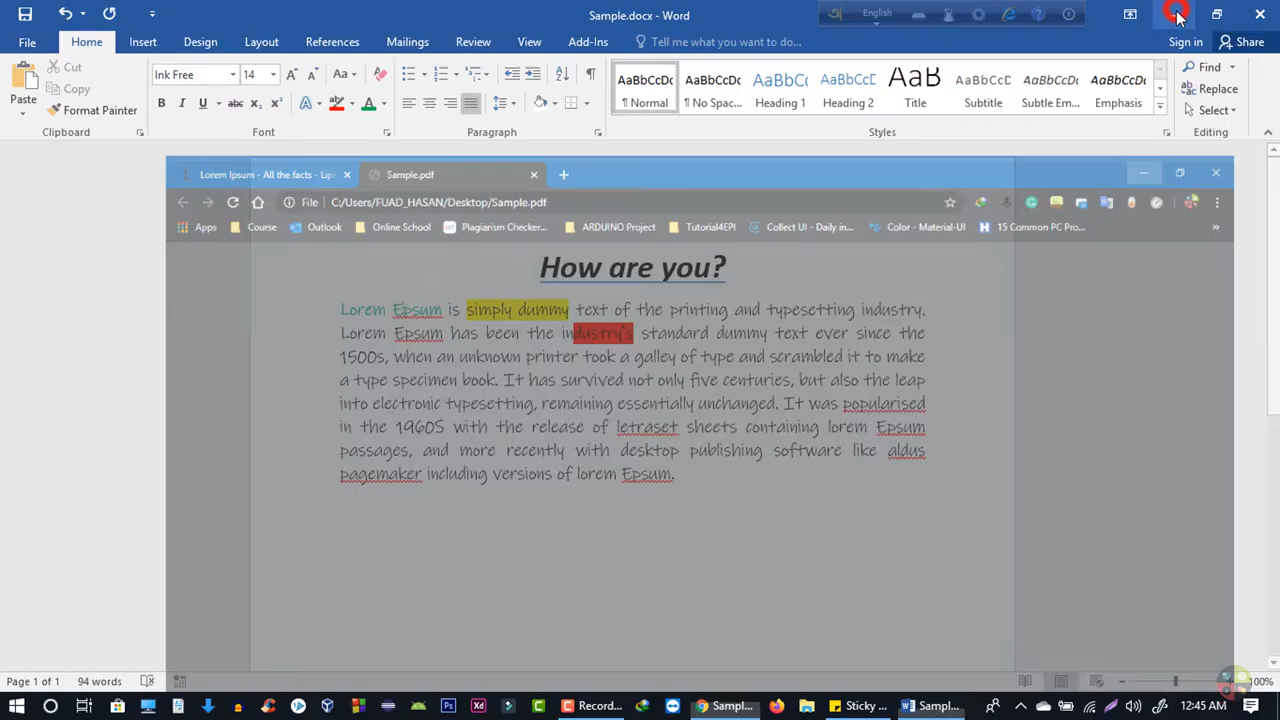 Sample.docx - Word
English
File
Home
Insert
Design
Layout
References
Mailings
Review
View
Add-Ins
Tell me what you want to do...
Sign in
Share
Paste
Cut
Copy
Format Painter
Clipboard
Ink Free
14
Font
Paragraph
AaBbCcDc
¶ Normal
AaBbCcDc
¶ No Spac...
AaBbCc
Heading 1
AaBbCcD
Heading 2
AaB
Title
AaBbCcD
Subtitle
AaBbCcDc
Subtle Em...
AaBbCcDc
Emphasis
Styles
Find
Replace
Select
Editing
Lorem Ipsum - All the facts - Lips
Sample.pdf
File
C:/Users/FUAD_HASAN/Desktop/Sample.pdf
Apps
Course
Outlook
Online School
Plagiarism Checker...
ARDUINO Project
Tutorial4EPI
Collect UI - Daily in...
Color - Material-UI
15 Common PC Pro...
How are you?
Lorem Epsum is simply dummy text of the printing and typesetting industry.
Lorem Epsum has been the industry's standard dummy text ever since the
1500s, when an unknown printer took a galley of type and scrambled it to make
a type specimen book. It has survived not only five centuries, but also the leap
into electronic typesetting, remaining essentially unchanged. It was popularised
in the 1960S with the release of letraset sheets containing lorem Epsum
passages, and more recently with desktop publishing software like aldus
pagemaker including versions of lorem Epsum.
Page 1 of 1
94 words
100%
Record...
Sampl...
Sticky ...
Sampl...
12:45 AM